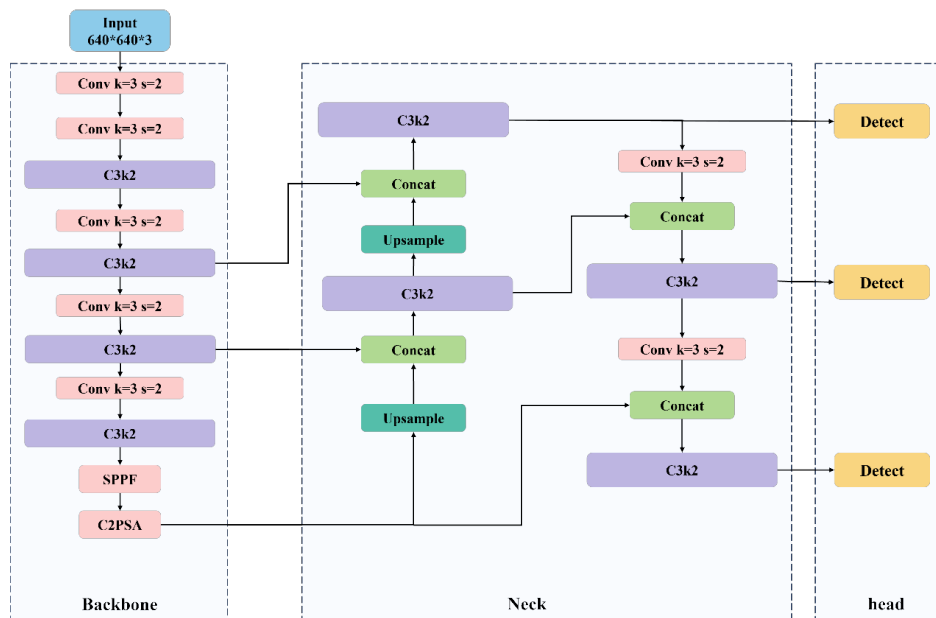 Input
640*640*3
Conv k=3 s=2
Conv k=3 s=2
C3k2
Conv k=3 s=2
C3k2
Conv k=3 s=2
C3k2
Conv k=3 s=2
C3k2
SPPF
C2PSA
Backbone
C3k2
Concat
Upsample
C3k2
Concat
Upsample
Conv k=3 s=2
Concat
C3k2
Conv k=3 s=2
Concat
C3k2
Neck
Detect
Detect
Detect
head